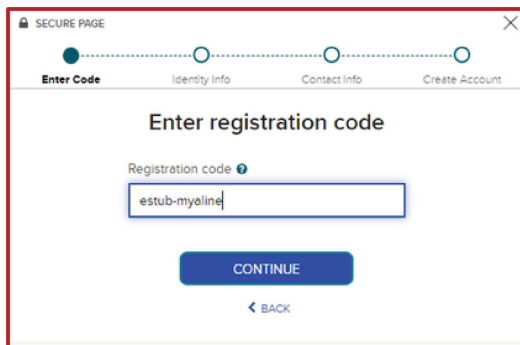 SECURE PAGE
Enter Code Identity Info Contact Info Create Account
Enter registration code
Registration code ?
estub-myaline
CONTINUE
BACK